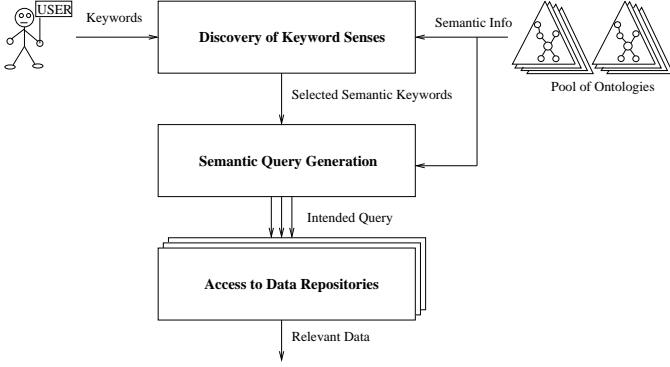 USER
Keywords
Discovery of Keyword Senses
Semantic Info
Pool of Ontologies
Selected Semantic Keywords
Semantic Query Generation
Intended Query
Access to Data Repositories
Relevant Data